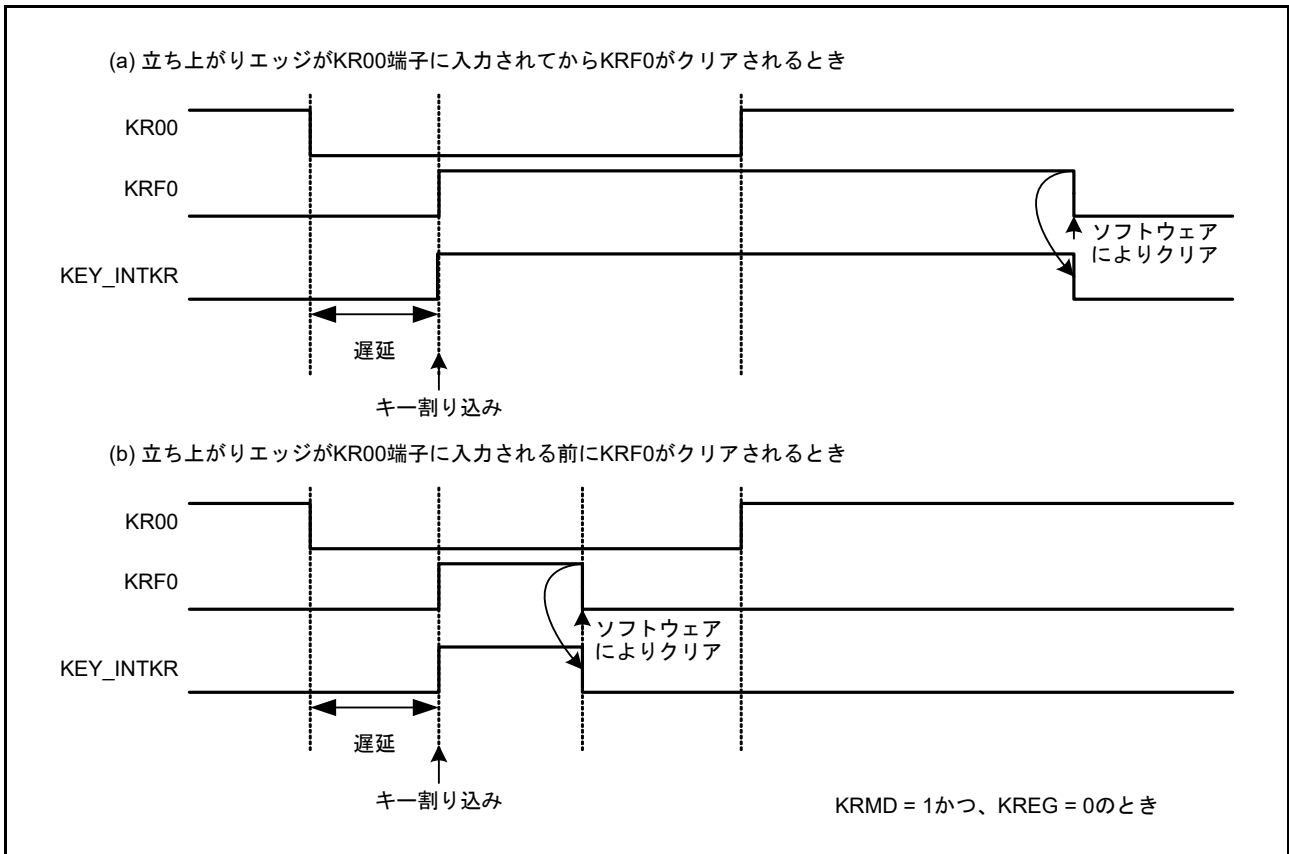 (a) 立ち上がりエッジがKR00端子に入力されてからKRF0がクリアされるとき
KR00
KRF0
ソフトウェア
によりクリア
KEY_INTKR
遅延
キー割り込み
(b) 立ち上がりエッジがKR00端子に入力される前にKRF0がクリアされるとき
KR00
KRF0
ソフトウェア
によりクリア
KEY_INTKR
遅延
キー割り込み
KRMD = 1かつ、KREG = 0のとき